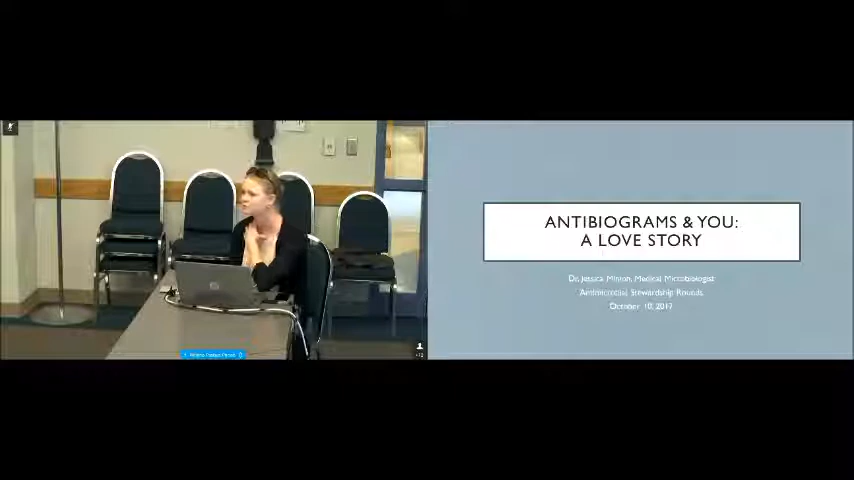 ANTIBIOGRAMS & YOU:
A LOVE STORY
Dr. Jessica Minion, Medical Microbiologist
Antimicrobial Stewardship Rounds
October 10, 2017